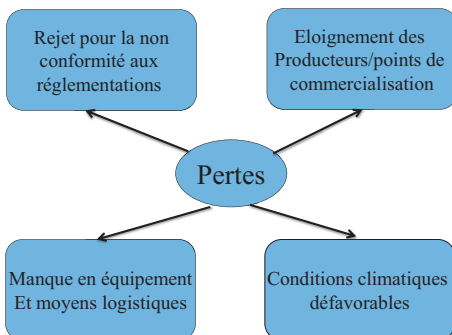 Rejet pour la non
conformité aux
réglementations
Eloignement des
Producteurs/points de
commercialisation
Pertes
Manque en équipement
Et moyens logistiques
Conditions climatiques
défavorables